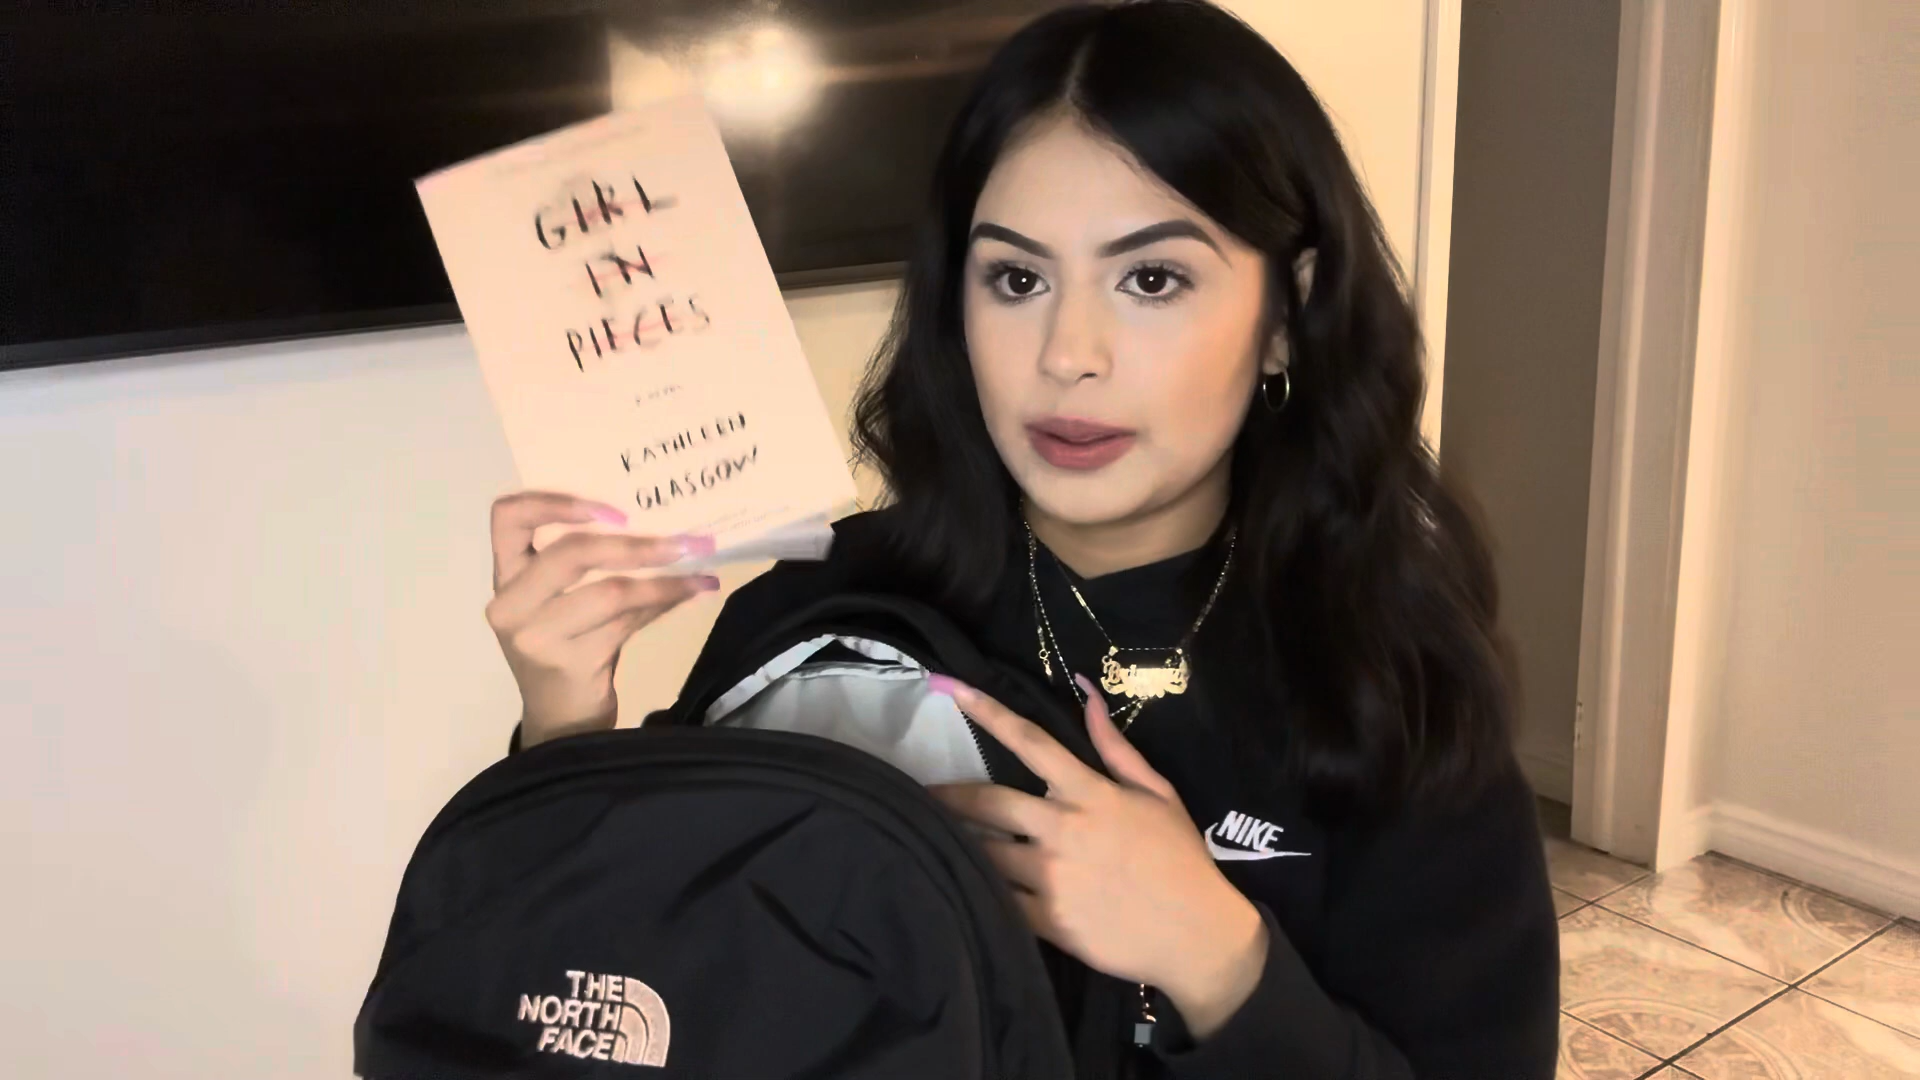 GIRL
IN
PIECES
KATHLEEN
GLASGOW
NIKE
THE
NORTH
FACE